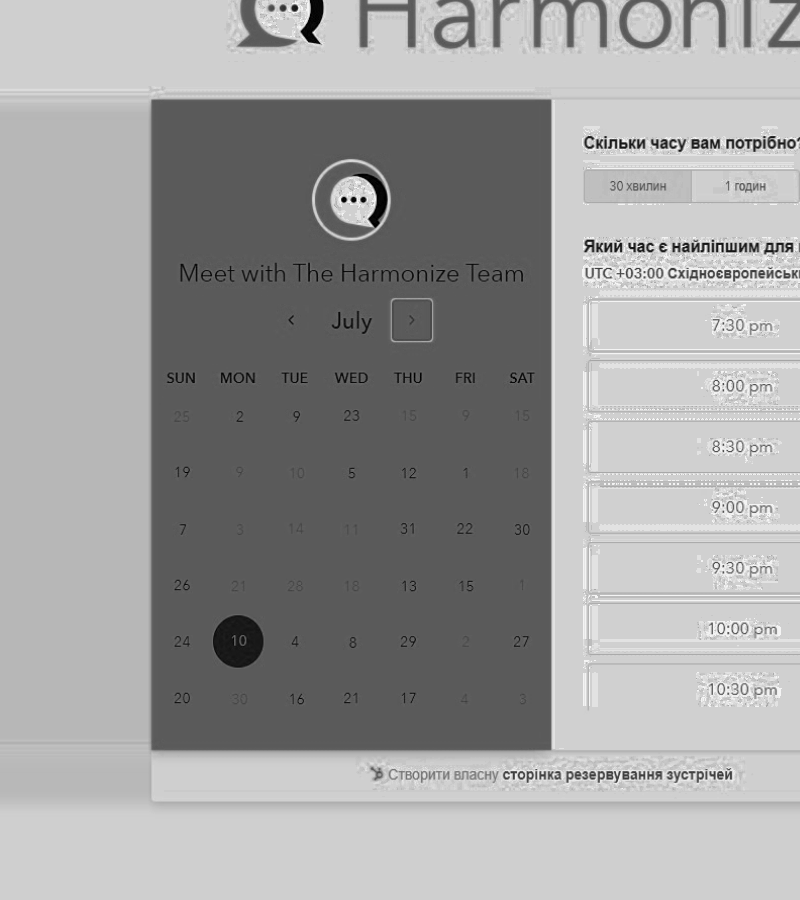 Harmoniz
Meet with The Harmonize Team
July
SUN MON TUE WED THU FRI SAT
25 2 9 23 15 9 15
19 9 10 5 12 1 18
7 3 14 11 31 22 30
26 21 28 18 13 15 1
24 10 4 8 29 2 27
20 30 16 21 17 4 3
Скільки часу вам потрібно?
30 хвилин 1 годин
Який час є найліпшим для
UTC +03:00 Східноєвропейськ
7:30 pm
8:00 pm
8:30 pm
9:00 pm
9:30 pm
10:00 pm
10:30 pm
Створити власну сторінка резервування зустрічей